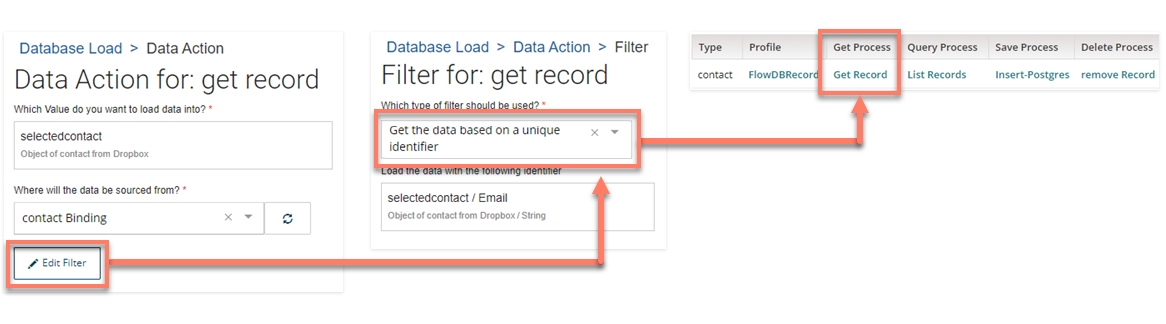 Database Load > Data Action
Data Action for: get record
Which Value do you want to load data into? *
selectedcontact
Object of contact from Dropbox
Where will the data be sourced from? *
contact Binding
Edit Filter
Database Load > Data Action > Filter
Filter for: get record
Which type of filter should be used? *
Get the data based on a unique
identifier
Load the data with the following identifier
selectedcontact / Email
Object of contact from Dropbox / String
Type Profile Get Process Query Process Save Process Delete Process
contact FlowDBRecord Get Record List Records Insert-Postgres remove Record